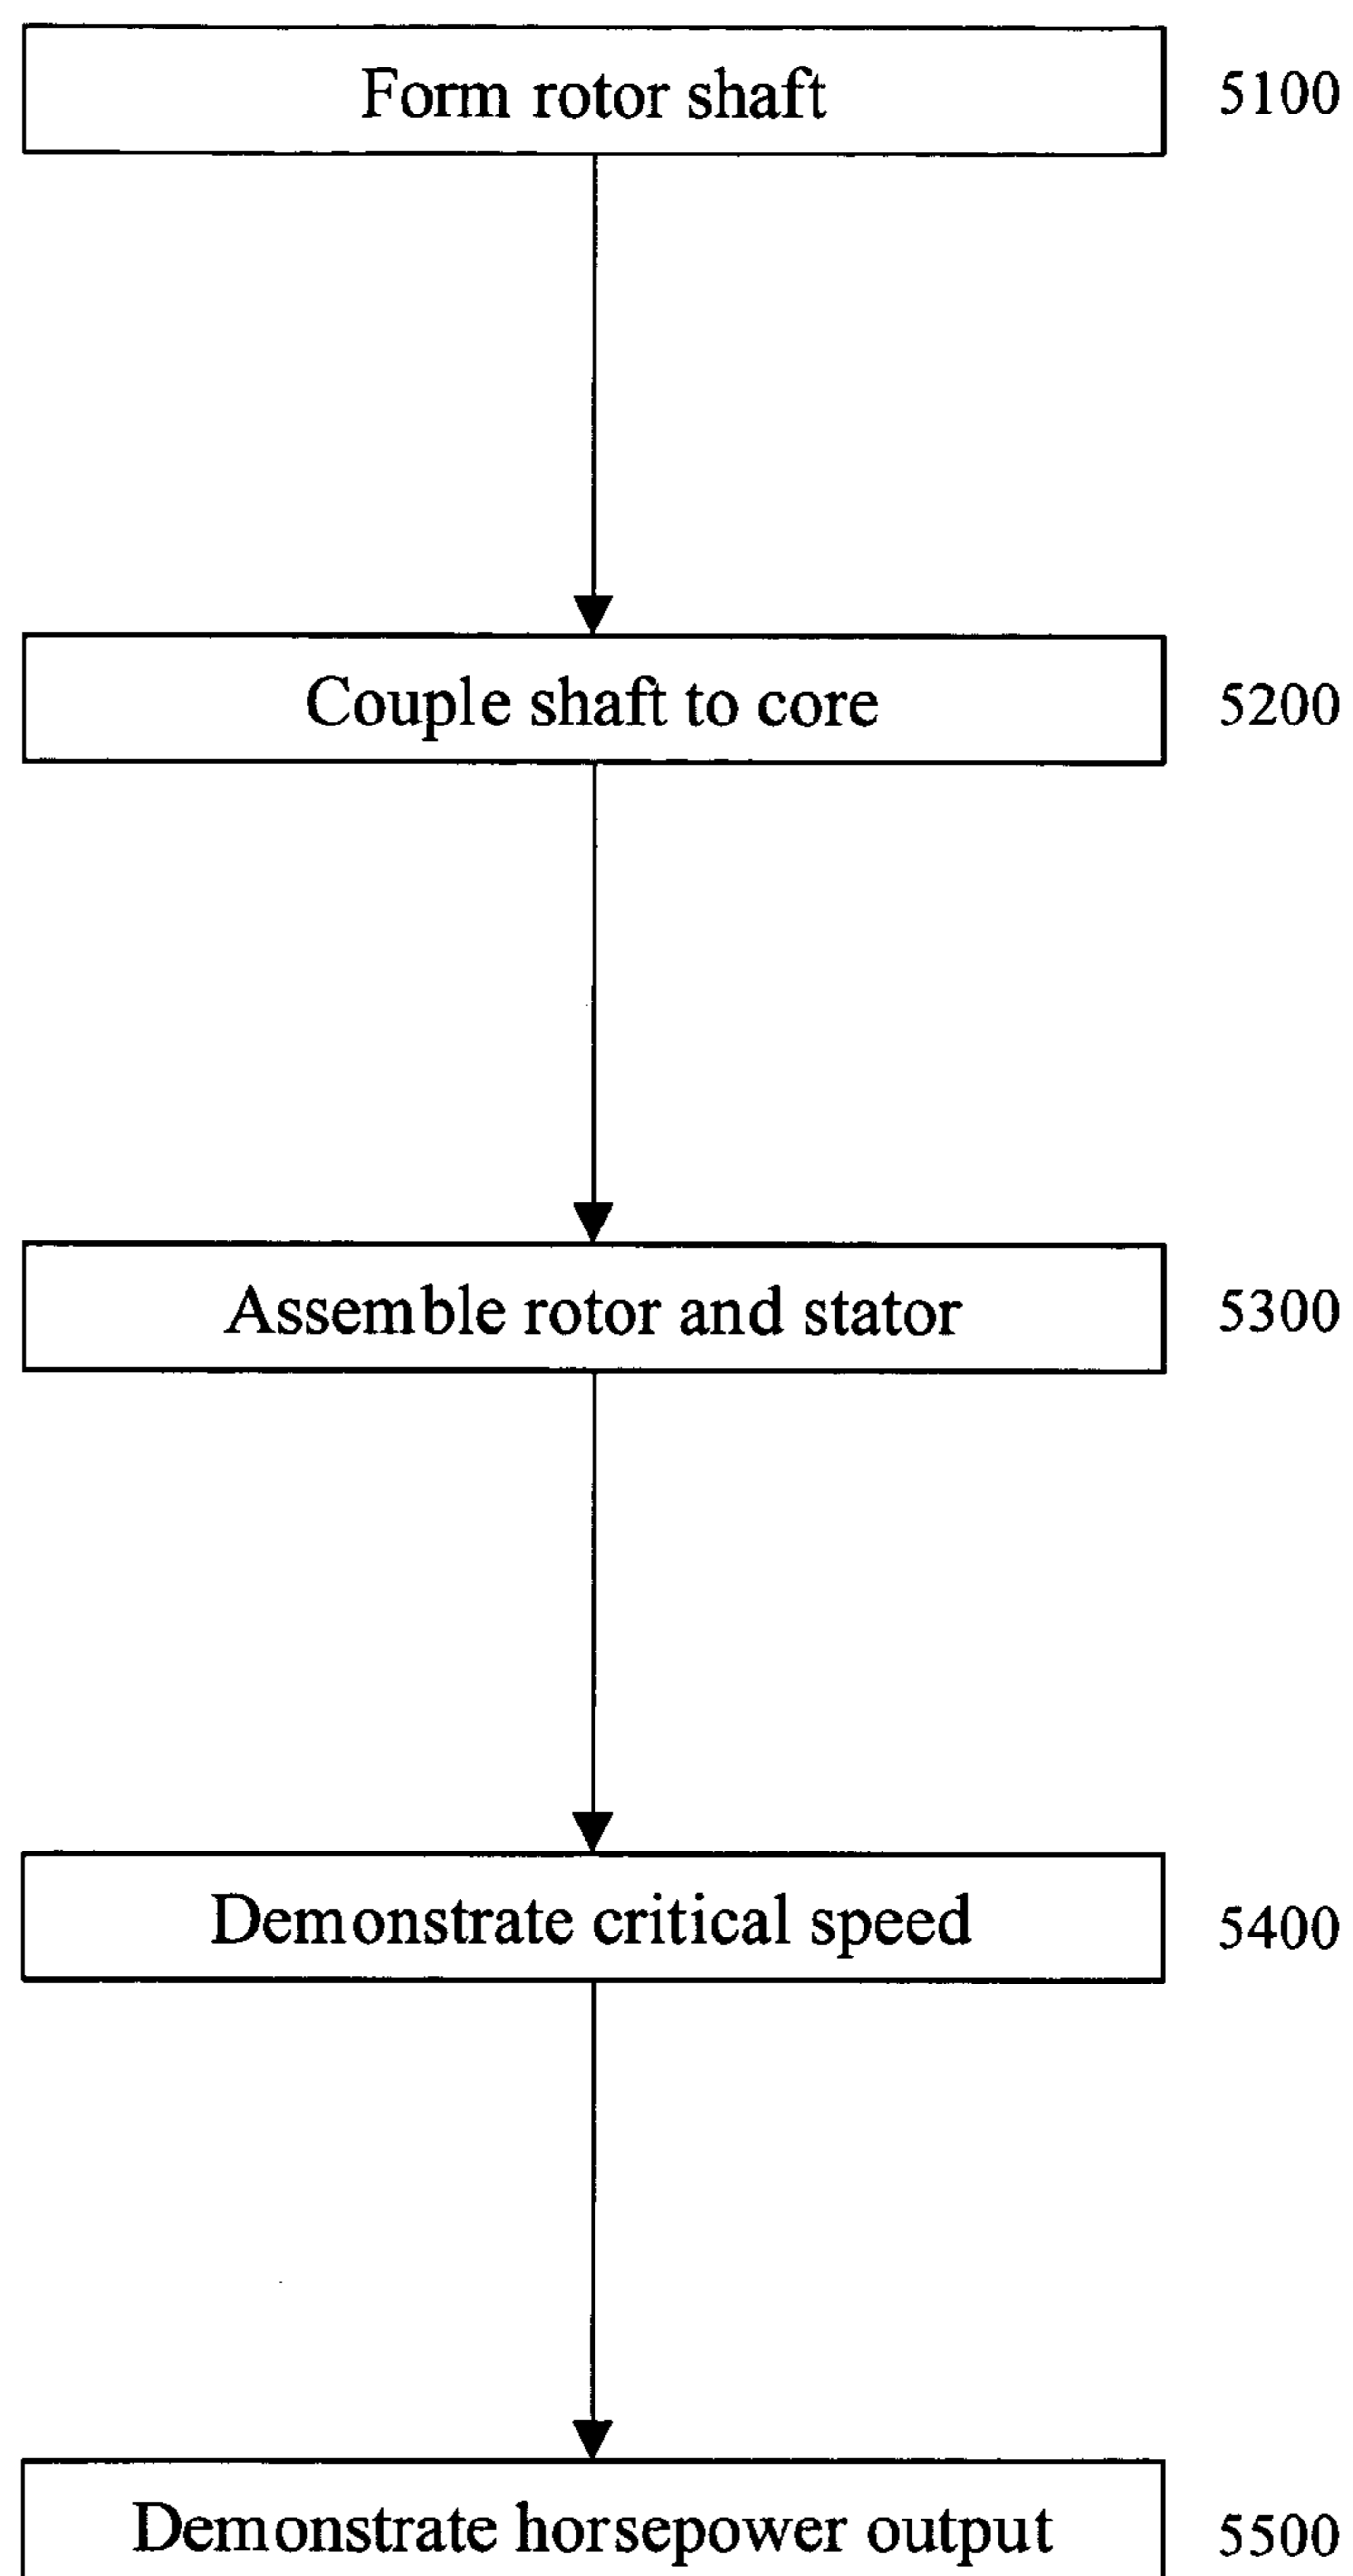 Form rotor shaft 5100
Couple shaft to core 5200
Assemble rotor and stator 5300
Demonstrate critical speed 5400
Demonstrate horsepower output 5500